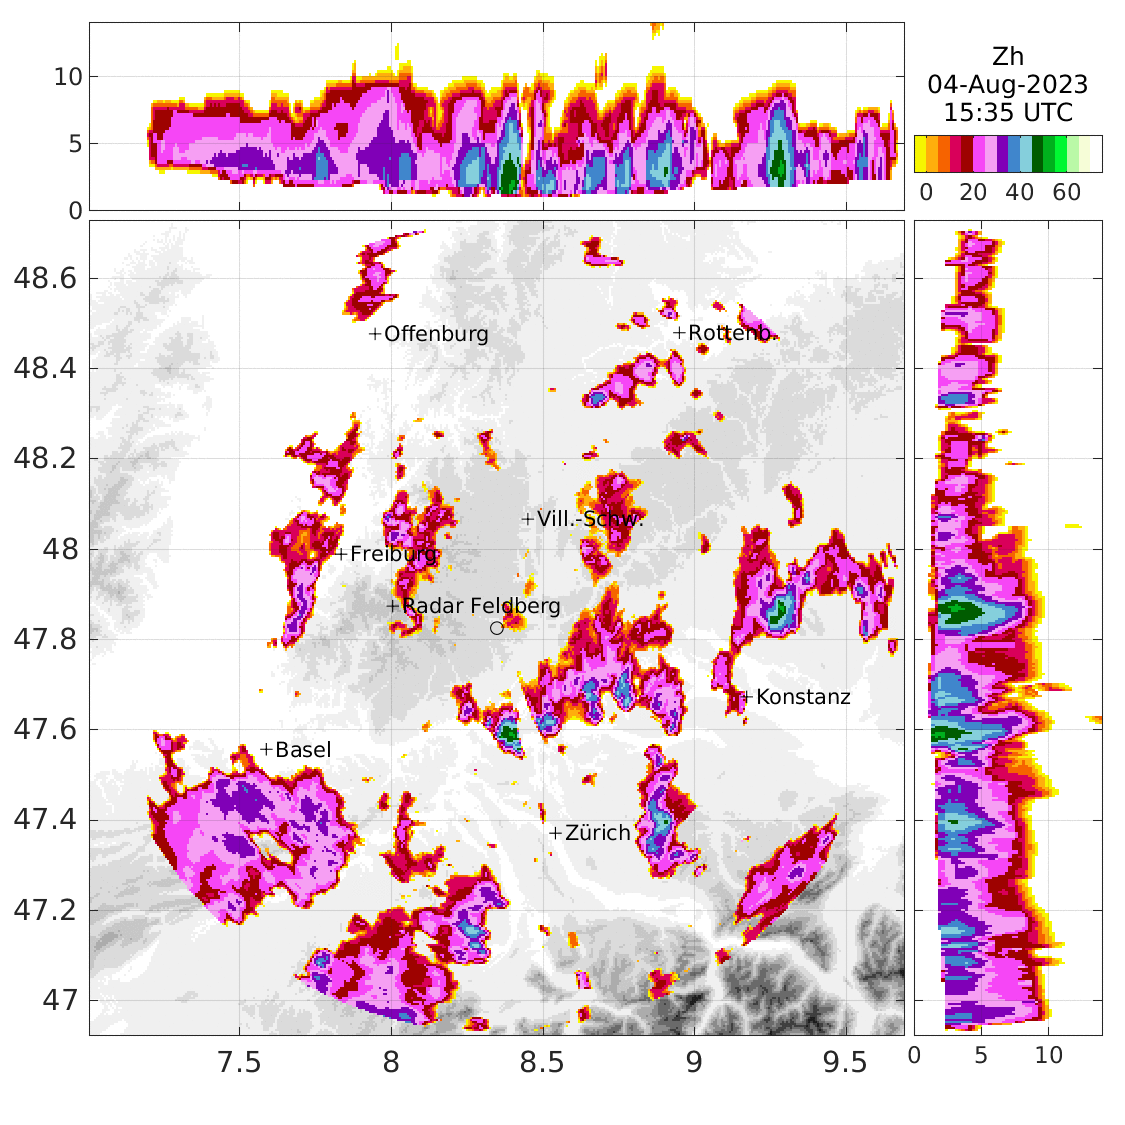 10
5
0
Zh
04-Aug-2023
15:35 UTC
0 20 40 60
48.6
48.4
48.2
48
47.8
47.6
47.4
47.2
47
+Offenburg
+Rottenb.
+Vill.-Schw.
+Freiburg
+Radar Feldberg
+Konstanz
+Basel
+Zürich
7.5 8 8.5 9 9.5
0 5 10